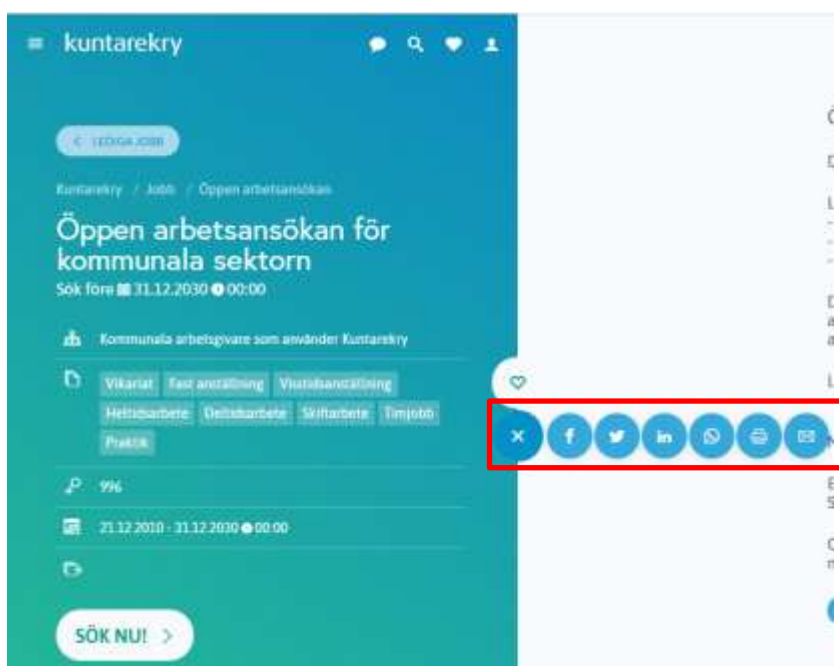 kuntarekry
LEDIGA JOBB
Kuntarekry / Jobb / Öppen arbetsansökan
Öppen arbetsansökan för
kommunala sektorn
Sök före 31.12.2030 00:00
Kommunala arbetsgivare som använder Kuntarekry
Vikariat Fast anställning Visstidsanställning
Heltidsarbete Deltidsarbete Skiftarbete Timjobb
Praktik
996
21.12.2010 - 31.12.2030 00:00
SÖK NU!